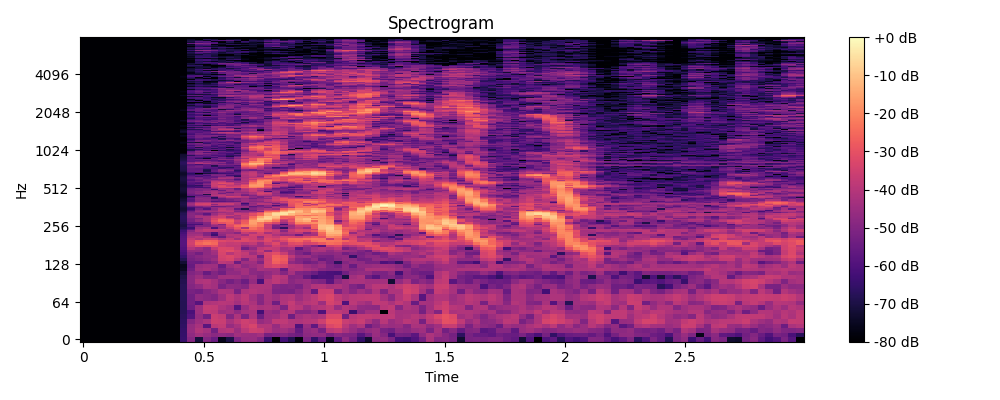 Spectrogram
Hz
4096
2048
1024
512
256
128
64
0
0
0.5
1
1.5
2
2.5
Time
+0 dB
-10 dB
-20 dB
-30 dB
-40 dB
-50 dB
-60 dB
-70 dB
-80 dB